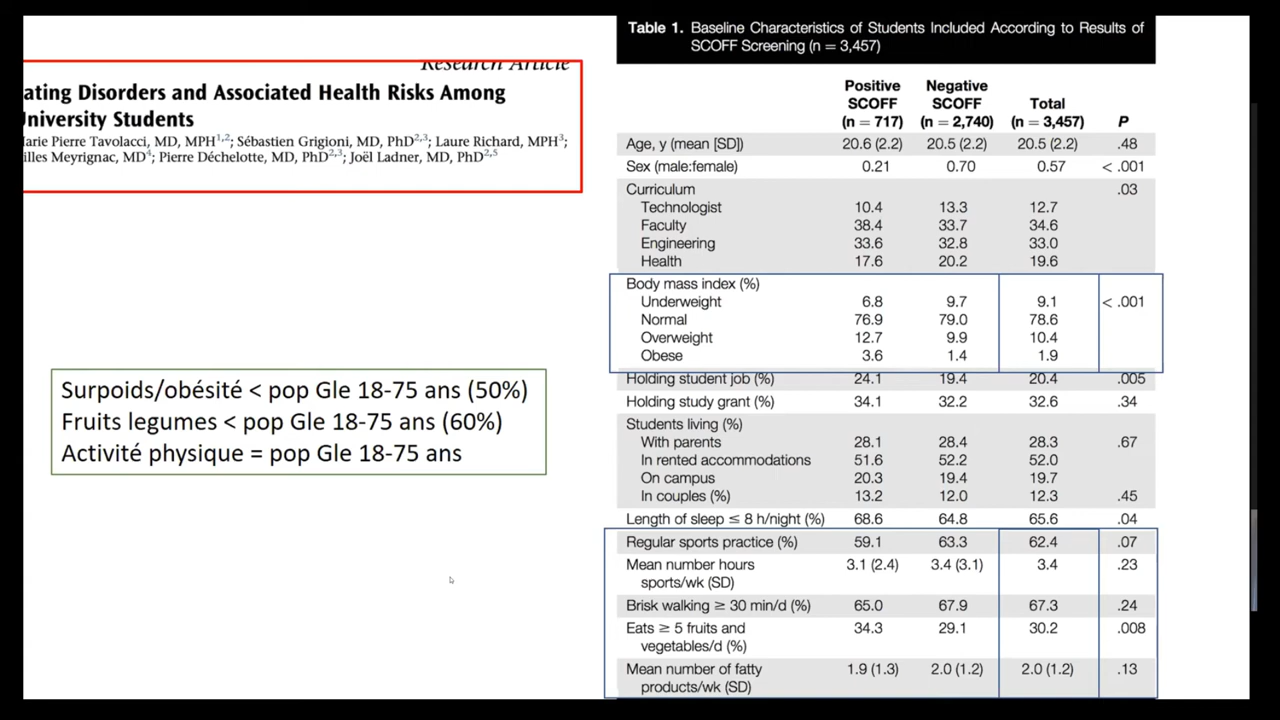 Research Article
ating Disorders and Associated Health Risks Among
University Students
arie Pierre Tavolacci, MD, MPH1,2; Sébastien Grigioni, MD, PhD2,3; Laure Richard, MPH3;
illes Meyrignac, MD4; Pierre Déchelotte, MD, PhD2,3; Joël Ladner, MD, PhD2,5
Surpoids/obésité < pop Gle 18-75 ans (50%)
Fruits legumes < pop Gle 18-75 ans (60%)
Activité physique = pop Gle 18-75 ans
Table 1. Baseline Characteristics of Students Included According to Results of
SCOFF Screening (n = 3,457)
Positive Negative
SCOFF SCOFF Total
(n = 717) (n = 2,740) (n = 3,457) P
Age, y (mean [SD]) 20.6 (2.2) 20.5 (2.2) 20.5 (2.2) .48
Sex (male:female) 0.21 0.70 0.57 < .001
Curriculum .03
Technologist 10.4 13.3 12.7
Faculty 38.4 33.7 34.6
Engineering 33.6 32.8 33.0
Health 17.6 20.2 19.6
Body mass index (%)
Underweight 6.8 9.7 9.1 < .001
Normal 76.9 79.0 78.6
Overweight 12.7 9.9 10.4
Obese 3.6 1.4 1.9
Holding student job (%) 24.1 19.4 20.4 .005
Holding study grant (%) 34.1 32.2 32.6 .34
Students living (%)
With parents 28.1 28.4 28.3 .67
In rented accommodations 51.6 52.2 52.0
On campus 20.3 19.4 19.7
In couples (%) 13.2 12.0 12.3 .45
Length of sleep ≤ 8 h/night (%) 68.6 64.8 65.6 .04
Regular sports practice (%) 59.1 63.3 62.4 .07
Mean number hours 3.1 (2.4) 3.4 (3.1) 3.4 .23
sports/wk (SD)
Brisk walking ≥ 30 min/d (%) 65.0 67.9 67.3 .24
Eats ≥ 5 fruits and 34.3 29.1 30.2 .008
vegetables/d (%)
Mean number of fatty 1.9 (1.3) 2.0 (1.2) 2.0 (1.2) .13
products/wk (SD)